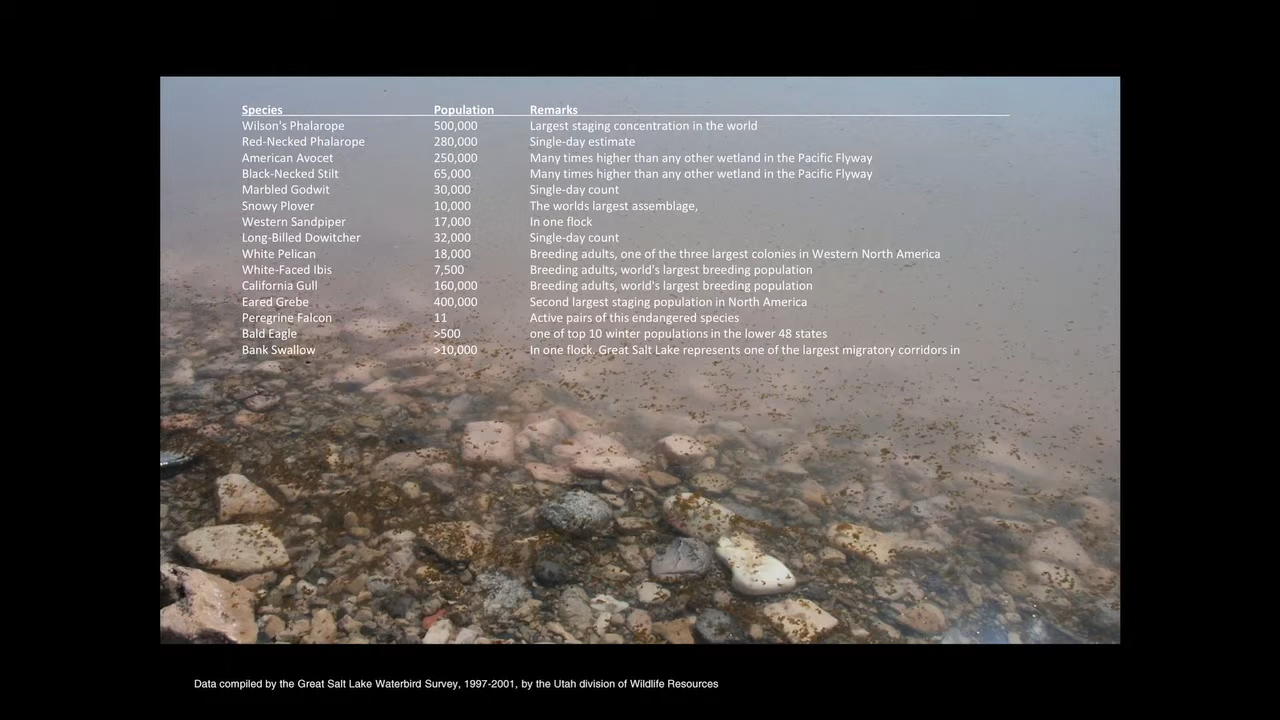 Species Population Remarks
Wilson's Phalarope 500,000 Largest staging concentration in the world
Red-Necked Phalarope 280,000 Single-day estimate
American Avocet 250,000 Many times higher than any other wetland in the Pacific Flyway
Black-Necked Stilt 65,000 Many times higher than any other wetland in the Pacific Flyway
Marbled Godwit 30,000 Single-day count
Snowy Plover 10,000 The worlds largest assemblage,
Western Sandpiper 17,000 In one flock
Long-Billed Dowitcher 32,000 Single-day count
White Pelican 18,000 Breeding adults, one of the three largest colonies in Western North America
White-Faced Ibis 7,500 Breeding adults, world's largest breeding population
California Gull 160,000 Breeding adults, world's largest breeding population
Eared Grebe 400,000 Second largest staging population in North America
Peregrine Falcon 11 Active pairs of this endangered species
Bald Eagle >500 one of top 10 winter populations in the lower 48 states
Bank Swallow >10,000 In one flock. Great Salt Lake represents one of the largest migratory corridors in
Data compiled by the Great Salt Lake Waterbird Survey, 1997-2001, by the Utah division of Wildlife Resources